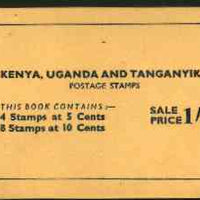 KENYA, UGANDA AND TANGANYIK
POSTAGE STAMPS
THIS BOOK CONTAINS :—
4 Stamps at 5 Cents
8 Stamps at 10 Cents
SALE
PRICE 1/